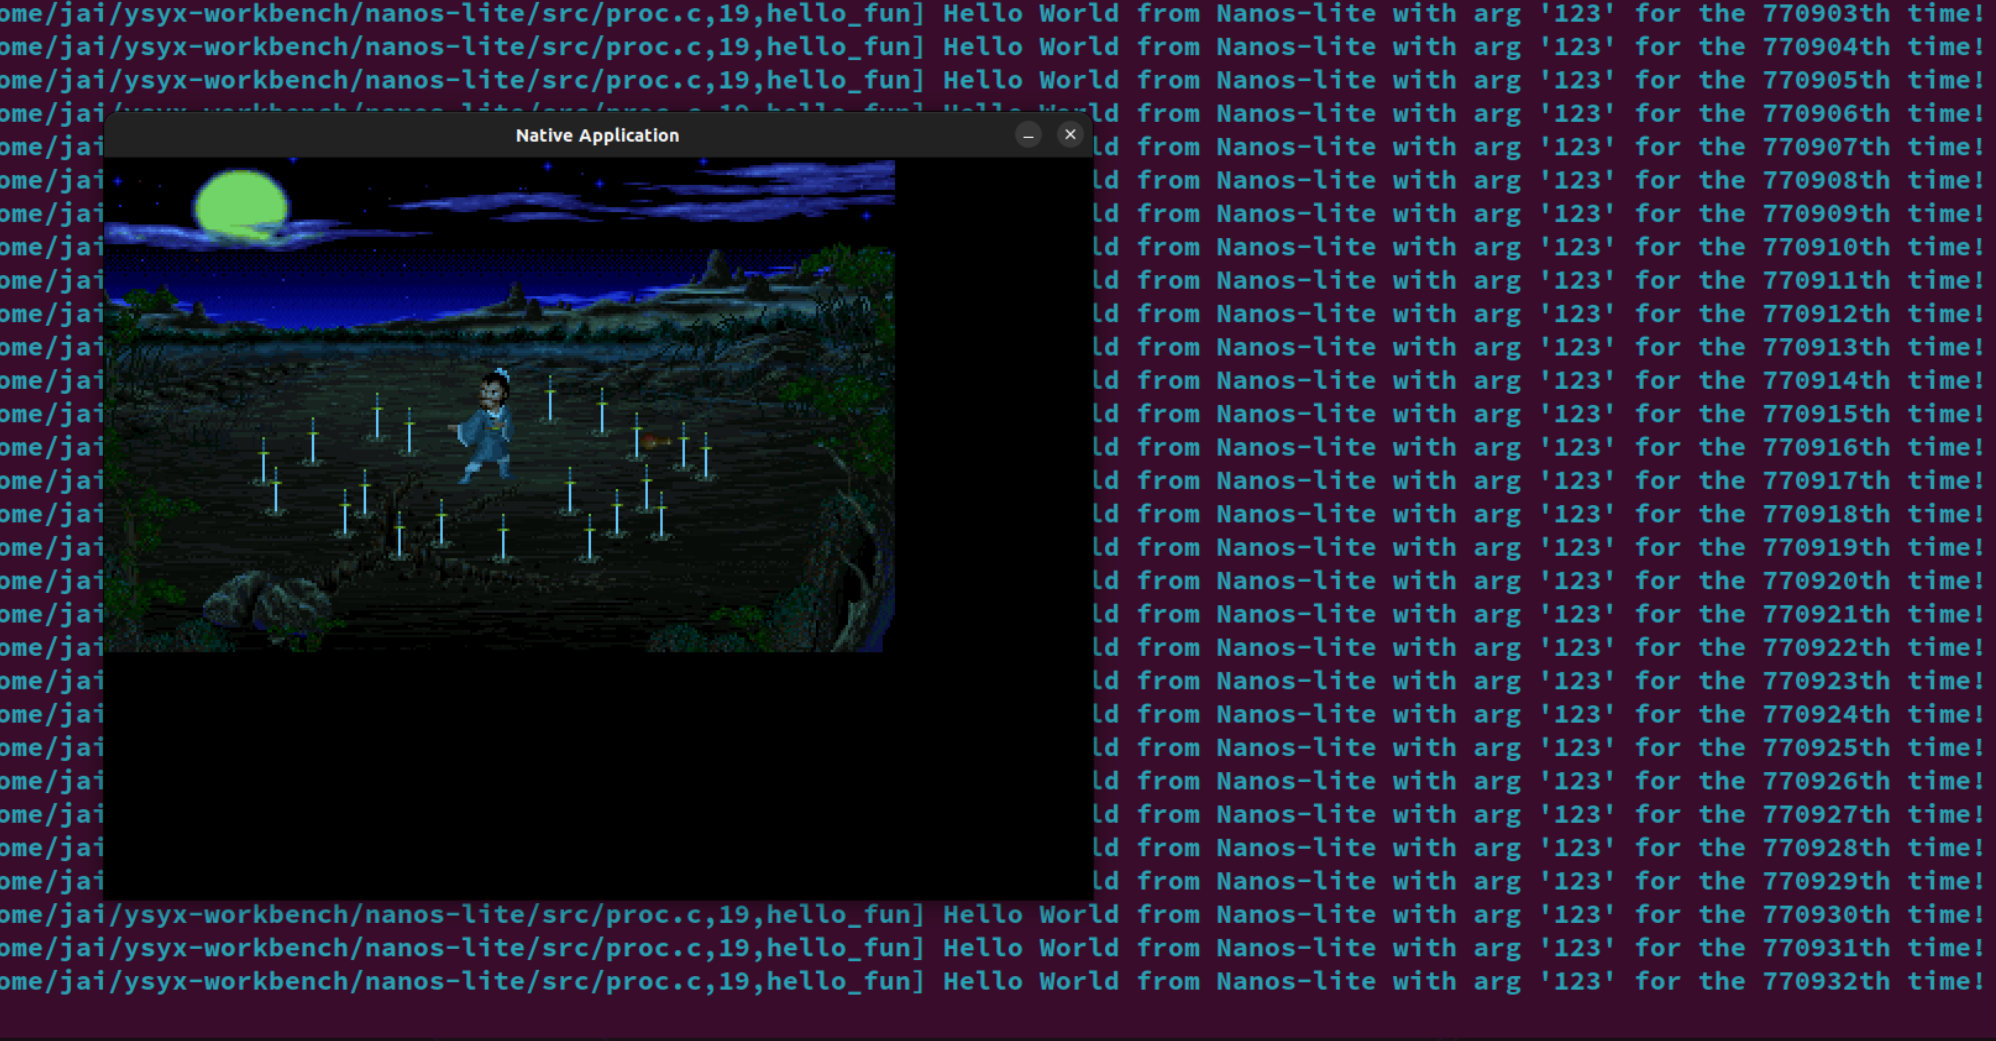 ome/jai/ysyx-workbench/nanos-lite/src/proc.c,19,hello_fun] Hello World from Nanos-lite with arg '123' for the 770903th time!
ome/jai/ysyx-workbench/nanos-lite/src/proc.c,19,hello_fun] Hello World from Nanos-lite with arg '123' for the 770904th time!
ome/jai/ysyx-workbench/nanos-lite/src/proc.c,19,hello_fun] Hello World from Nanos-lite with arg '123' for the 770905th time!
ome/jai/ysyx-workbench/nanos-lite/src/proc.c,19,hello_fun] Hello World from Nanos-lite with arg '123' for the 770906th time!
Native Application
ome/jai ld from Nanos-lite with arg '123' for the 770907th time!
ome/jai ld from Nanos-lite with arg '123' for the 770908th time!
ome/jai ld from Nanos-lite with arg '123' for the 770909th time!
ome/jai ld from Nanos-lite with arg '123' for the 770910th time!
ome/jai ld from Nanos-lite with arg '123' for the 770911th time!
ome/jai ld from Nanos-lite with arg '123' for the 770912th time!
ome/jai ld from Nanos-lite with arg '123' for the 770913th time!
ome/jai ld from Nanos-lite with arg '123' for the 770914th time!
ome/jai ld from Nanos-lite with arg '123' for the 770915th time!
ome/jai ld from Nanos-lite with arg '123' for the 770916th time!
ome/jai ld from Nanos-lite with arg '123' for the 770917th time!
ome/jai ld from Nanos-lite with arg '123' for the 770918th time!
ome/jai ld from Nanos-lite with arg '123' for the 770919th time!
ome/jai ld from Nanos-lite with arg '123' for the 770920th time!
ome/jai ld from Nanos-lite with arg '123' for the 770921th time!
ome/jai ld from Nanos-lite with arg '123' for the 770922th time!
ome/jai ld from Nanos-lite with arg '123' for the 770923th time!
ome/jai ld from Nanos-lite with arg '123' for the 770924th time!
ome/jai ld from Nanos-lite with arg '123' for the 770925th time!
ome/jai ld from Nanos-lite with arg '123' for the 770926th time!
ome/jai ld from Nanos-lite with arg '123' for the 770927th time!
ome/jai ld from Nanos-lite with arg '123' for the 770928th time!
ome/jai ld from Nanos-lite with arg '123' for the 770929th time!
ome/jai/ysyx-workbench/nanos-lite/src/proc.c,19,hello_fun] Hello World from Nanos-lite with arg '123' for the 770930th time!
ome/jai/ysyx-workbench/nanos-lite/src/proc.c,19,hello_fun] Hello World from Nanos-lite with arg '123' for the 770931th time!
ome/jai/ysyx-workbench/nanos-lite/src/proc.c,19,hello_fun] Hello World from Nanos-lite with arg '123' for the 770932th time!